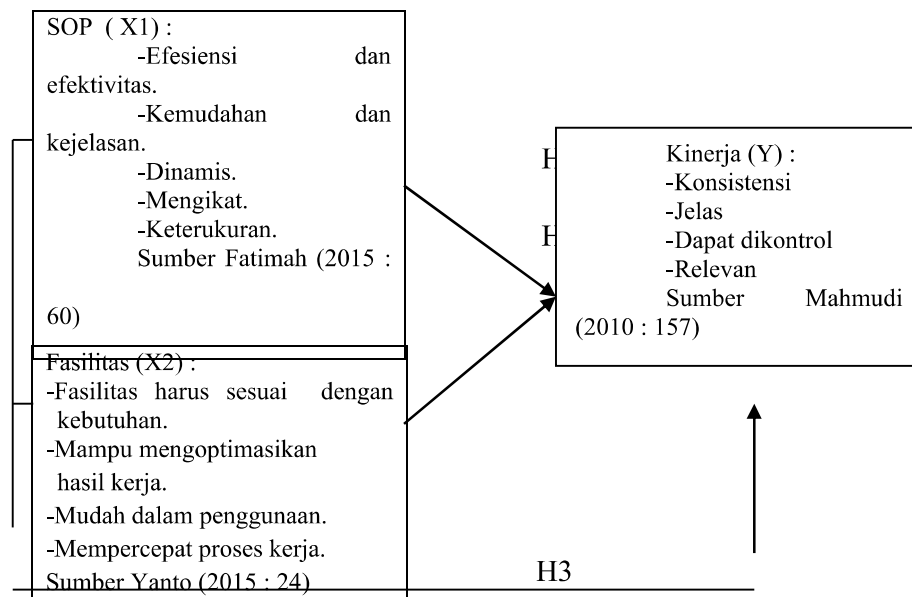 SOP ( X1) :
-Efesiensi dan
efektivitas.
-Kemudahan dan
kejelasan.
-Dinamis.
-Mengikat.
-Keterukuran.
Sumber Fatimah (2015 :
60)
Fasilitas (X2) :
-Fasilitas harus sesuai dengan
kebutuhan.
-Mampu mengoptimasikan
hasil kerja.
-Mudah dalam penggunaan.
-Mempercepat proses kerja.
Sumber Yanto (2015 : 24)
H
H
Kinerja (Y) :
-Konsistensi
-Jelas
-Dapat dikontrol
-Relevan
Sumber Mahmudi
(2010 : 157)
H3